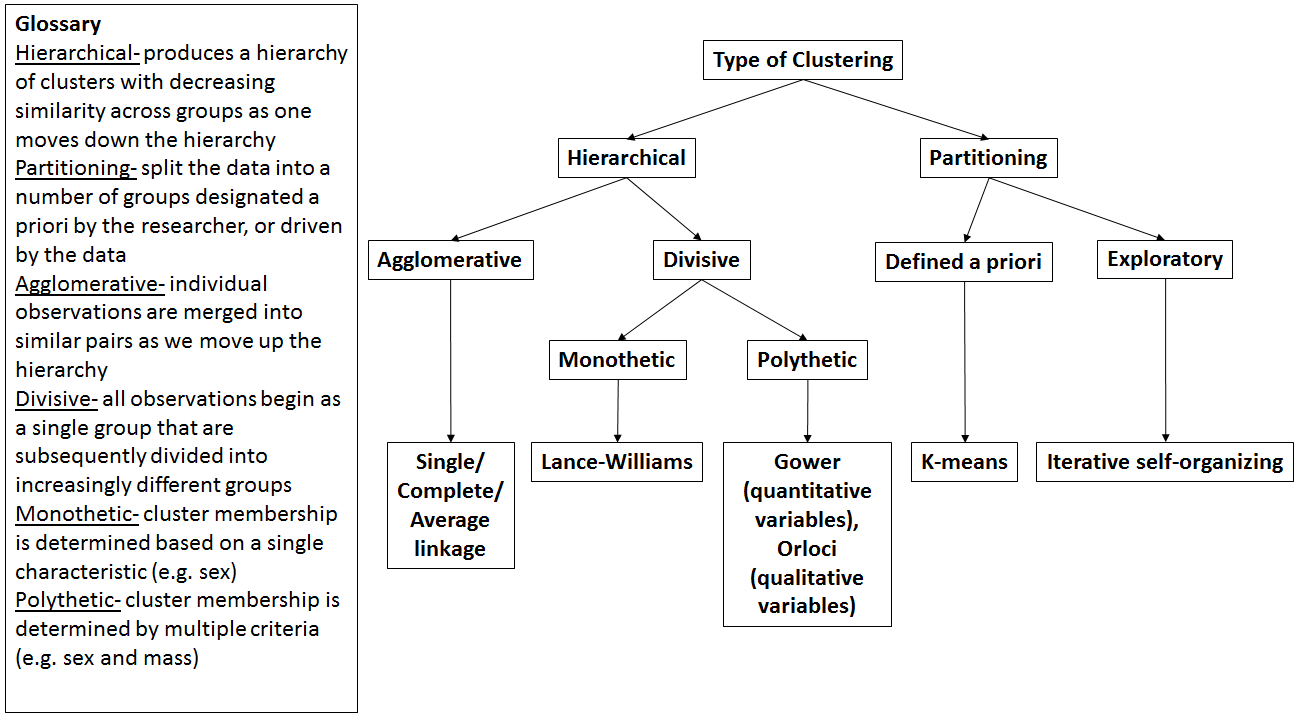 Glossary
Hierarchical- produces a hierarchy
of clusters with decreasing
similarity across groups as one
moves down the hierarchy
Partitioning- split the data into a
number of groups designated a
priori by the researcher, or driven
by the data
Agglomerative- individual
observations are merged into
similar pairs as we move up the
hierarchy
Divisive- all observations begin as
a single group that are
subsequently divided into
increasingly different groups
Monothetic- cluster membership
is determined based on a single
characteristic (e.g. sex)
Polythetic- cluster membership is
determined by multiple criteria
(e.g. sex and mass)
Type of Clustering
Hierarchical
Partitioning
Agglomerative
Divisive
Defined a priori
Exploratory
Monothetic
Polythetic
Single/
Complete/
Average
linkage
Lance-Williams
Gower
(quantitative
variables),
Orloci
(qualitative
variables)
K-means
Iterative self-organizing